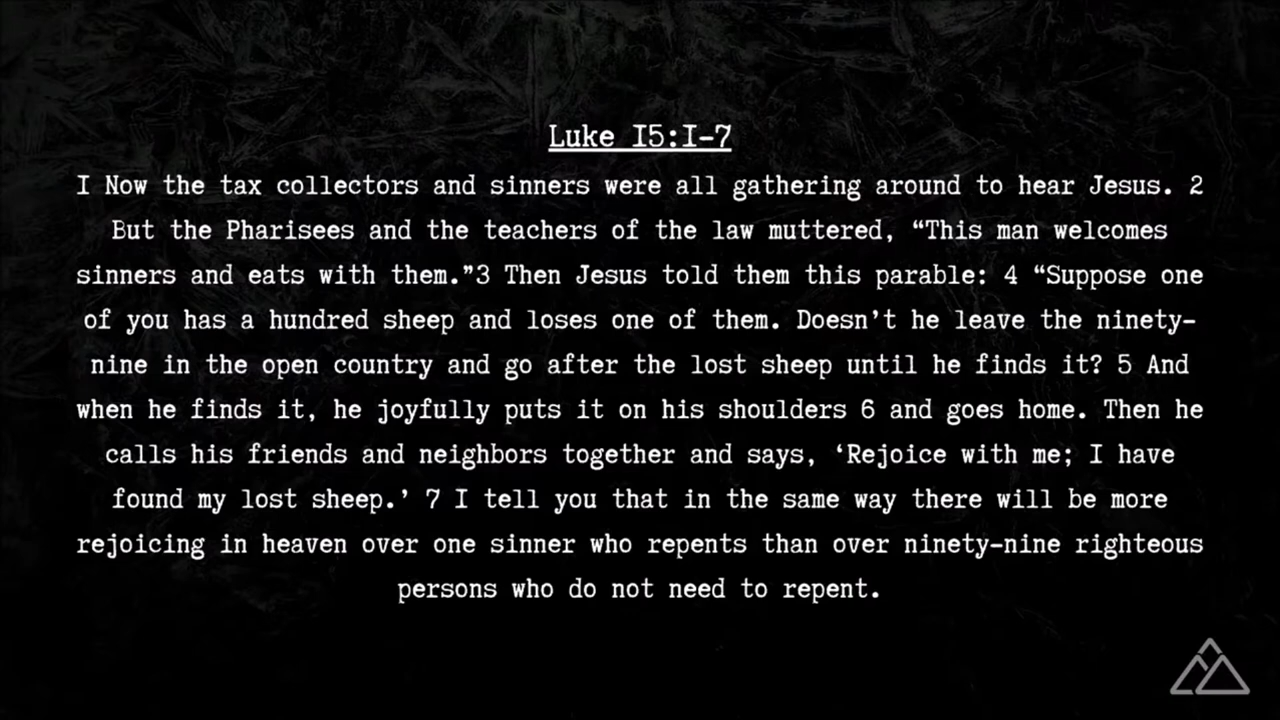 Luke 15:1-7
1 Now the tax collectors and sinners were all gathering around to hear Jesus. 2
But the Pharisees and the teachers of the law muttered, “This man welcomes
sinners and eats with them.”3 Then Jesus told them this parable: 4 “Suppose one
of you has a hundred sheep and loses one of them. Doesn’t he leave the ninety-
nine in the open country and go after the lost sheep until he finds it? 5 And
when he finds it, he joyfully puts it on his shoulders 6 and goes home. Then he
calls his friends and neighbors together and says, ‘Rejoice with me; I have
found my lost sheep.’ 7 I tell you that in the same way there will be more
rejoicing in heaven over one sinner who repents than over ninety-nine righteous
persons who do not need to repent.